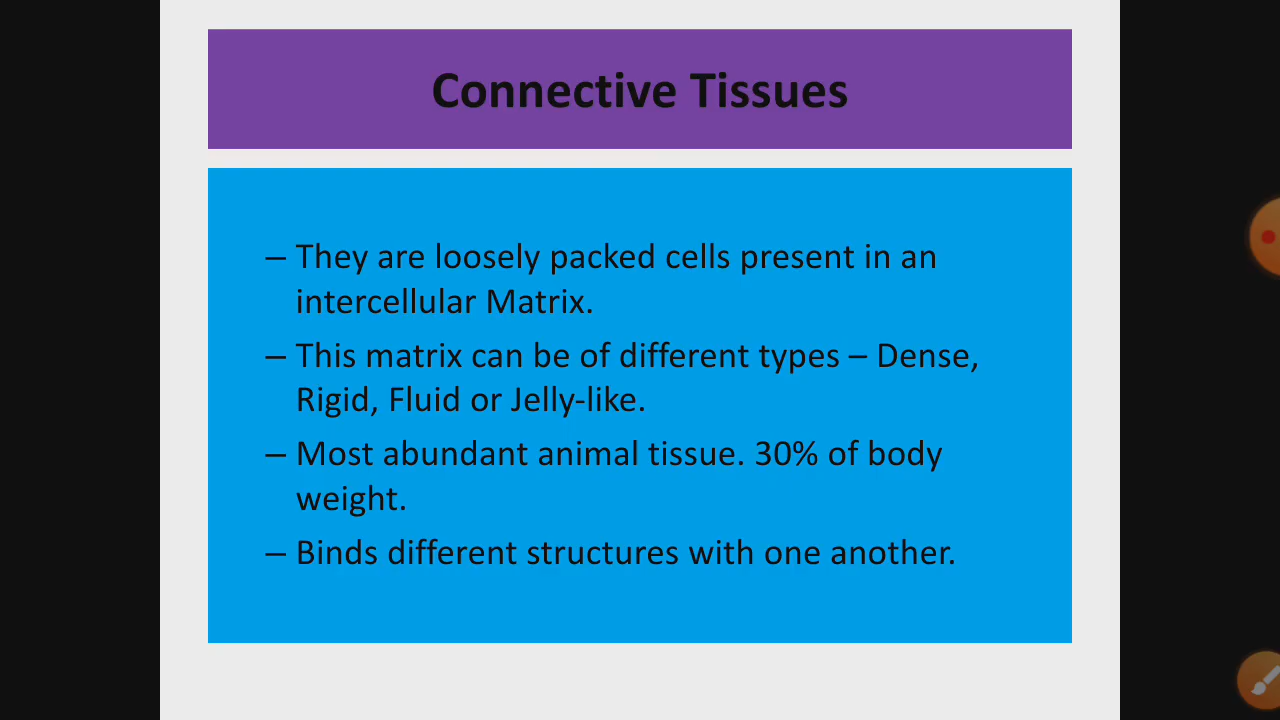 Connective Tissues
– They are loosely packed cells present in an
intercellular Matrix.
– This matrix can be of different types – Dense,
Rigid, Fluid or Jelly-like.
– Most abundant animal tissue. 30% of body
weight.
– Binds different structures with one another.